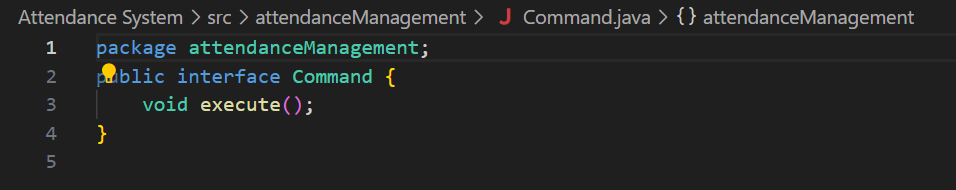 Attendance System > src > attendanceManagement > J Command.java > {} attendanceManagement
1 package attendanceManagement;
2 public interface Command {
3 void execute();
4 }
5